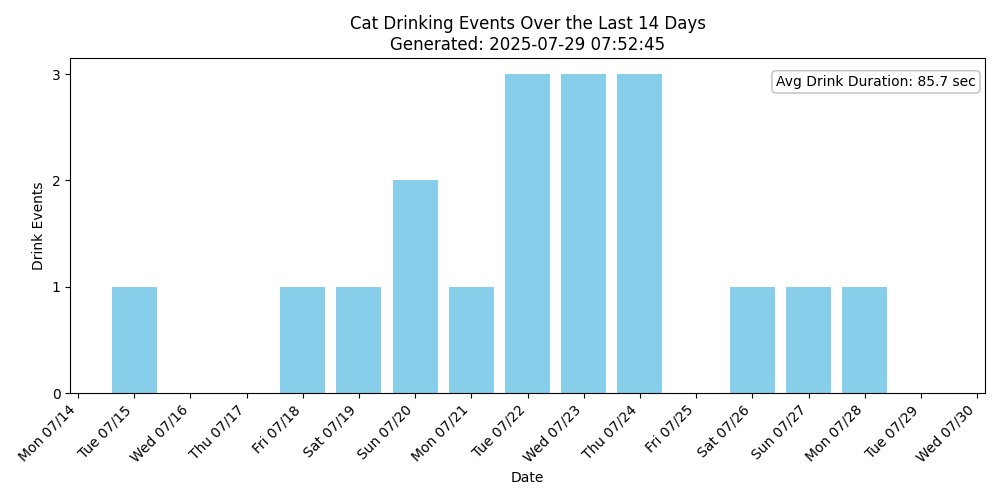 Cat Drinking Events Over the Last 14 Days
Generated: 2025-07-29 07:52:45
Avg Drink Duration: 85.7 sec
Drink Events
3
2
1
0
Mon 07/14
Tue 07/15
Wed 07/16
Thu 07/17
Fri 07/18
Sat 07/19
Sun 07/20
Mon 07/21
Tue 07/22
Wed 07/23
Thu 07/24
Fri 07/25
Sat 07/26
Sun 07/27
Mon 07/28
Tue 07/29
Wed 07/30
Date